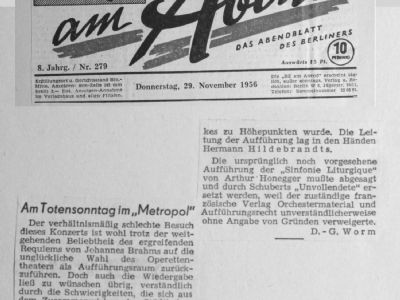 am Abend
DAS ABENDBLATT
DES BERLINERS
10
8. Jahrg. / Nr. 279
Auswärts 15 Pf.
Donnerstag, 29. November 1956
Am Totensonntag im „Metropol"
Der verhältnismäßig schlechte Besuch
dieses Konzerts ist wohl trotz der weit-
gehenden Beliebtheit des ergreifenden
Requiems von Johannes Brahms auf die
unglückliche Wahl des Operetten-
theaters als Aufführungsraum zurück-
zuführen. Doch auch die Wiedergabe
ließ zu wünschen übrig, verständlich
durch die Schwierigkeiten, die sich aus
kes zu Höhepunkten wurde. Die Lei-
tung der Aufführung lag in den Händen
Hermann Hildebrandts.
Die ursprünglich noch vorgesehene
Aufführung der „Sinfonie Liturgique"
von Arthur Honegger mußte abgesagt
und durch Schuberts „Unvollendete" er-
setzt werden, weil der zuständige fran-
zösische Verlag Orchestermaterial und
Aufführungsrecht unverständlicherweise
ohne Angabe von Gründen verweigerte.
D.-G. Worm